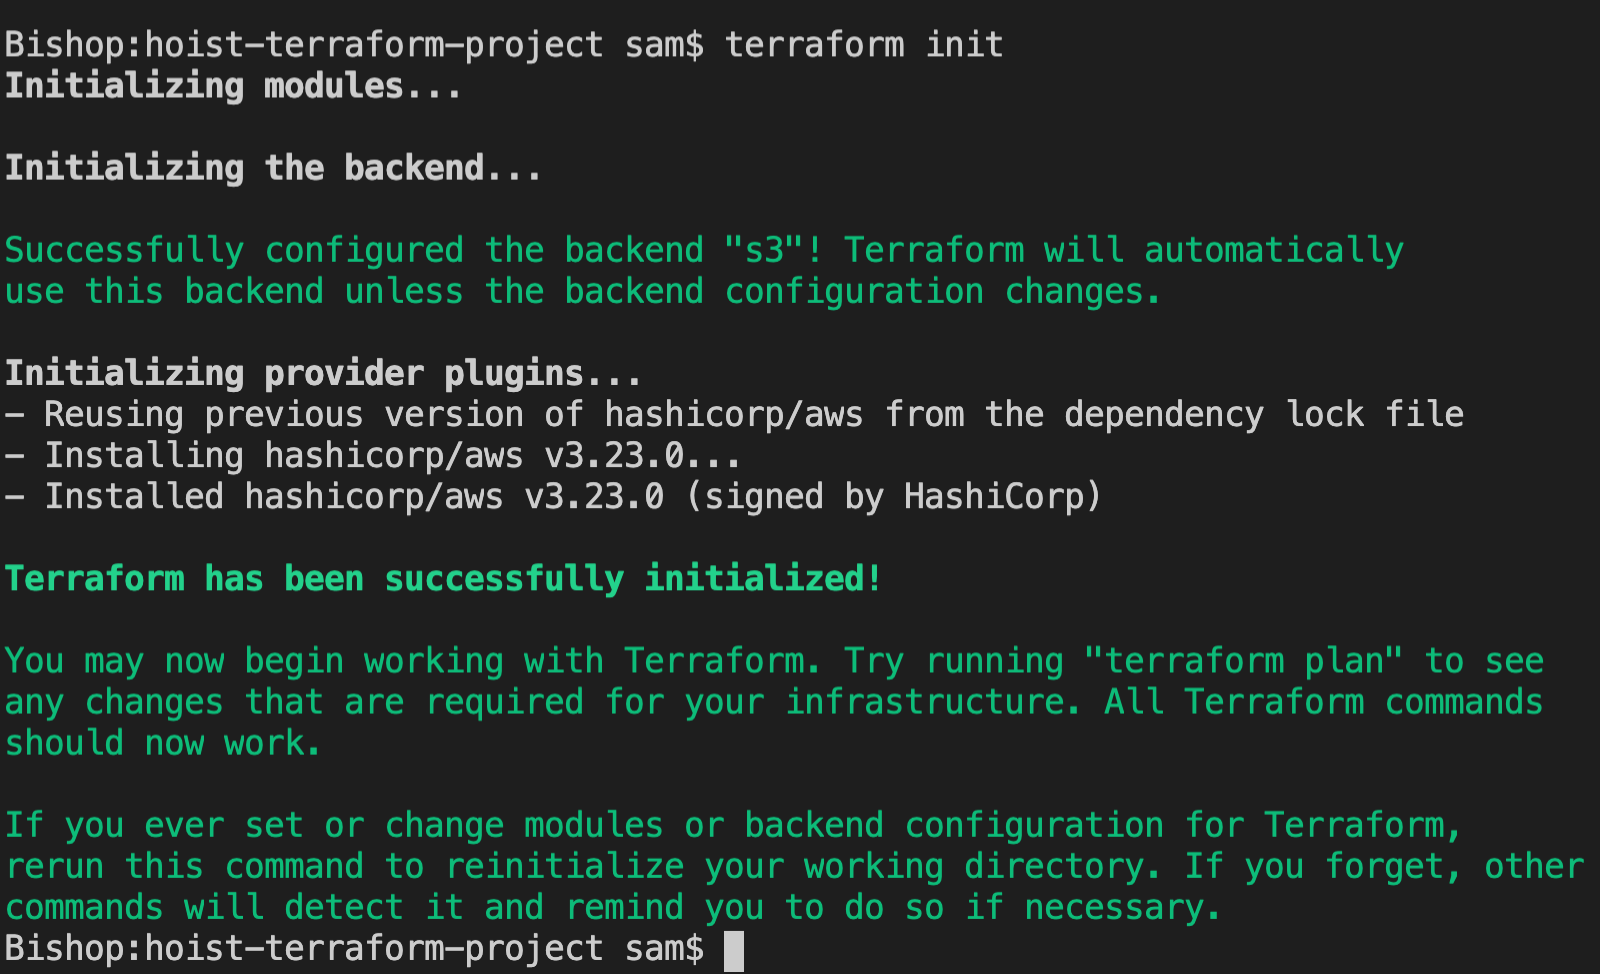 Bishop:hoist-terraform-project sam$ terraform init
Initializing modules...
Initializing the backend...
Successfully configured the backend "s3"! Terraform will automatically
use this backend unless the backend configuration changes.
Initializing provider plugins...
- Reusing previous version of hashicorp/aws from the dependency lock file
- Installing hashicorp/aws v3.23.0...
- Installed hashicorp/aws v3.23.0 (signed by HashiCorp)
Terraform has been successfully initialized!
You may now begin working with Terraform. Try running "terraform plan" to see
any changes that are required for your infrastructure. All Terraform commands
should now work.
If you ever set or change modules or backend configuration for Terraform,
rerun this command to reinitialize your working directory. If you forget, other
commands will detect it and remind you to do so if necessary.
Bishop:hoist-terraform-project sam$